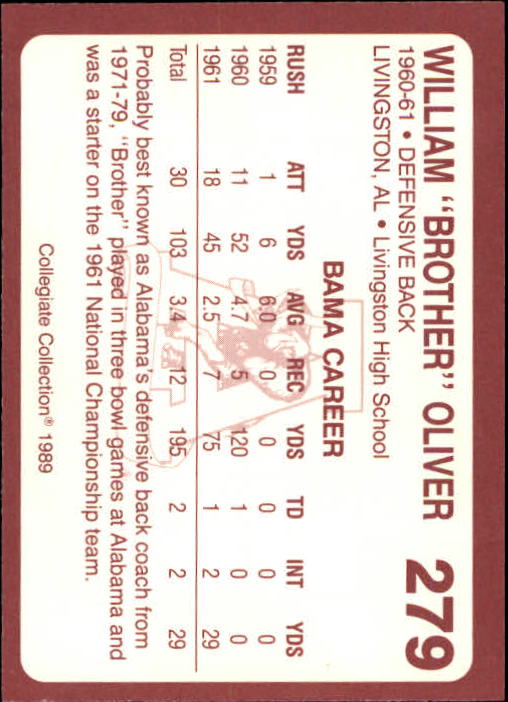 WILLIAM "BROTHER" OLIVER 279
1960-61 • DEFENSIVE BACK
LIVINGSTON, AL • Livingston High School
BAMA CAREER
RUSH ATT YDS AVG REC YDS TD INT YDS
1959 1 6 6.0 0 0 0 0 0
1960 11 52 4.7 5 120 1 0 0
1961 18 45 2.5 7 75 1 2 29
Total 30 103 3.4 12 195 2 2 29
Probably best known as Alabama's defensive back coach from
1971-79, "Brother" played in three bowl games at Alabama and
was a starter on the 1961 National Championship team.
Collegiate Collection® 1989